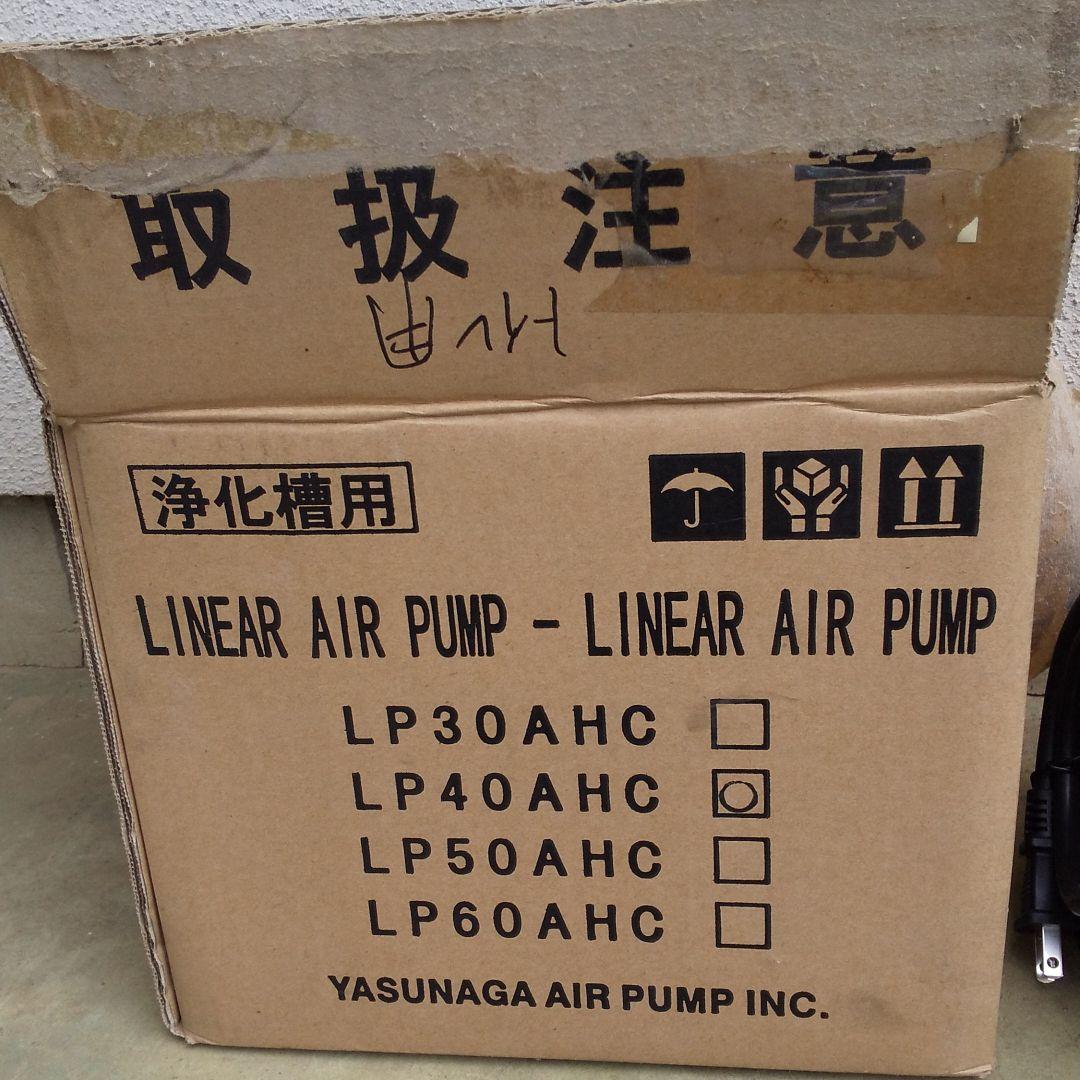 取扱注意
浄化槽用
LINEAR AIR PUMP - LINEAR AIR PUMP
LP30AHC
LP40AHC
LP50AHC
LP60AHC
YASUNAGA AIR PUMP INC.